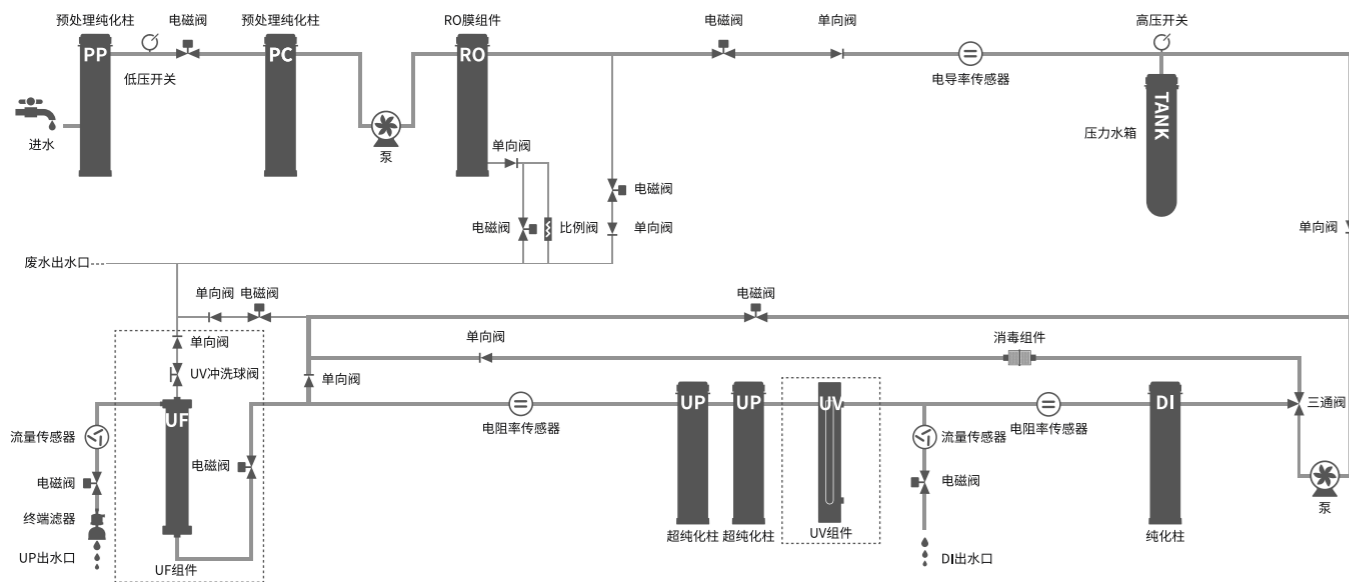 预处理纯化柱
电磁阀
预处理纯化柱
RO膜组件
电磁阀
单向阀
高压开关
PP
PC
RO
低压开关
电导率传感器
TANK
压力水箱
进水
泵
单向阀
电磁阀
电磁阀
比例阀
单向阀
单向阀
废水出水口
单向阀
电磁阀
电磁阀
单向阀
单向阀
消毒组件
UV冲洗球阀
单向阀
UF
UP
UP
UV
DI
三通阀
流量传感器
电阻率传感器
流量传感器
电阻率传感器
电磁阀
电磁阀
电磁阀
终端滤器
泵
超纯化柱
超纯化柱
UV组件
纯化柱
UP出水口
UF组件
DI出水口